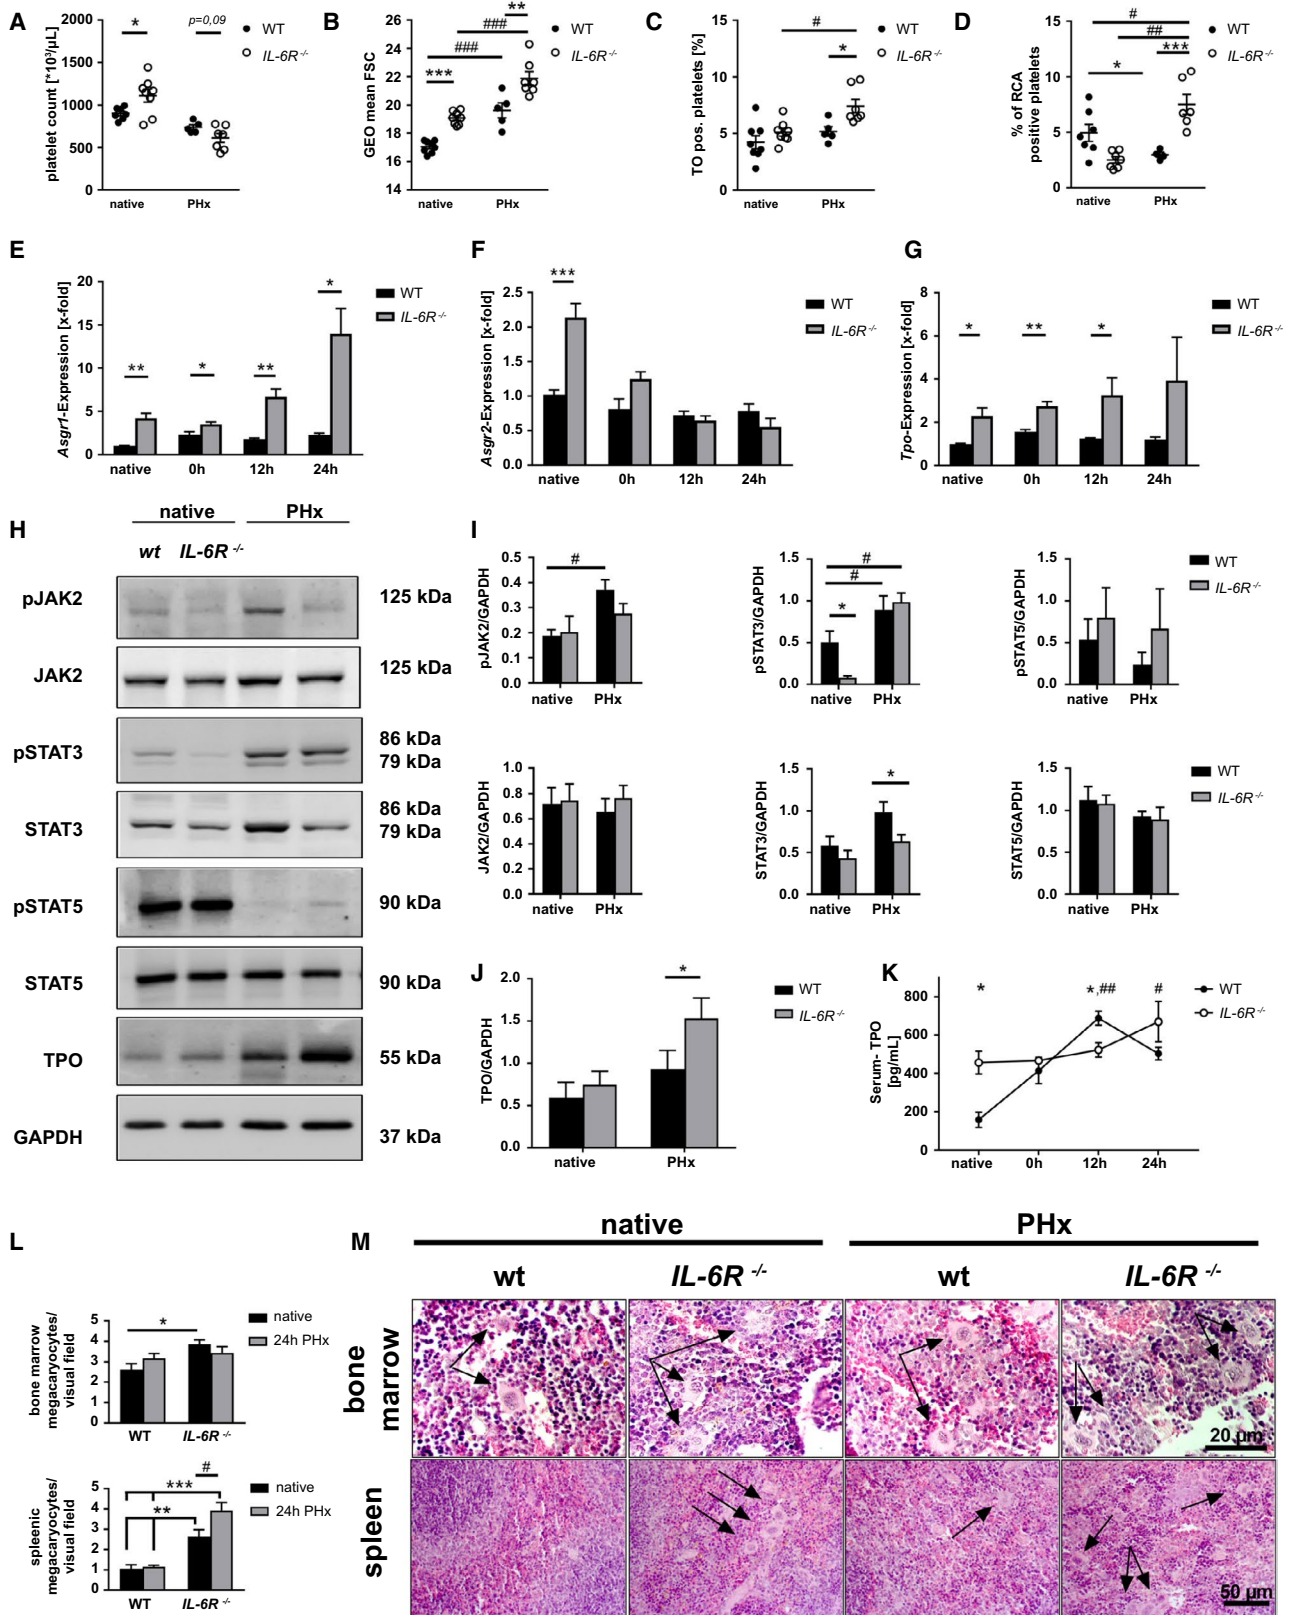 A
platelet count [*10³/µL]
2000
1500
1000
500
0
*
p=0,09
native
PHx
WT
IL-6R-/-
B
GEO mean FSC
26
24
22
20
18
16
14
***
###
###
**
native
PHx
WT
IL-6R-/-
C
TO pos. platelets [%]
15
10
5
0
#
*
native
PHx
WT
IL-6R-/-
D
% of RCA
positive platelets
15
10
5
0
#
##
***
*
native
PHx
WT
IL-6R-/-
E
Asgr1-Expression [x-fold]
20
15
10
5
0
**
*
**
*
native
0h
12h
24h
WT
IL-6R-/-
F
Asgr2-Expression [x-fold]
2.5
2.0
1.5
1.0
0.5
0.0
***
native
0h
12h
24h
WT
IL-6R-/-
G
Tpo-Expression [x-fold]
8
6
4
2
0
*
**
*
native
0h
12h
24h
WT
IL-6R-/-
H
native
PHx
wt
IL-6R -/-
pJAK2
125 kDa
JAK2
125 kDa
pSTAT3
86 kDa
79 kDa
STAT3
86 kDa
79 kDa
pSTAT5
90 kDa
STAT5
90 kDa
TPO
55 kDa
GAPDH
37 kDa
I
pJAK2/GAPDH
0.5
0.4
0.3
0.2
0.1
0.0
#
native
PHx
pSTAT3/GAPDH
1.5
1.0
0.5
0.0
#
#
*
native
PHx
pSTAT5/GAPDH
1.5
1.0
0.5
0.0
native
PHx
WT
IL-6R-/-
JAK2/GAPDH
1.0
0.8
0.6
0.4
0.2
0.0
native
PHx
STAT3/GAPDH
1.5
1.0
0.5
0.0
*
native
PHx
STAT5/GAPDH
1.5
1.0
0.5
0.0
native
PHx
WT
IL-6R-/-
J
TPO/GAPDH
2.0
1.5
1.0
0.5
0.0
*
native
PHx
WT
IL-6R-/-
K
Serum- TPO
[pg/mL]
800
600
400
200
0
*
*,##
#
native
0h
12h
24h
WT
IL-6R-/-
L
bone marrow
megacaryocytes/
visual field
5
4
3
2
1
0
*
WT
IL-6R -/-
native
24h PHx
splenic
megacaryocytes/
visual field
5
4
3
2
1
0
***
**
#
WT
IL-6R -/-
native
24h PHx
M
native
PHx
wt
IL-6R -/-
wt
IL-6R -/-
bone
marrow
20 µm
spleen
50 µm